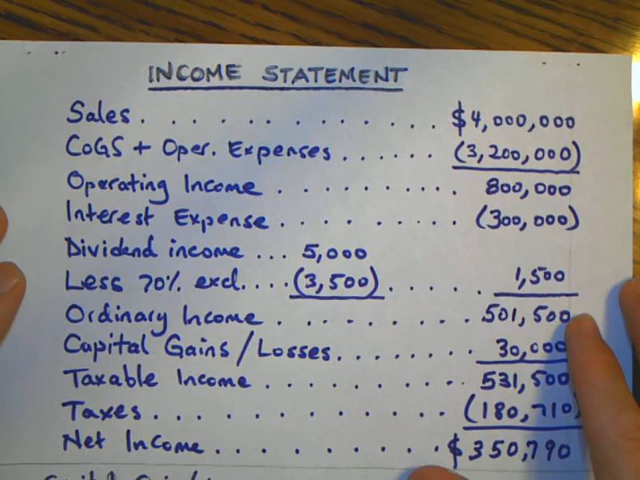 INCOME STATEMENT
Sales . . . . . . . . . . . . . $4,000,000
CoGS + Oper. Expenses . . . . . . (3,200,000)
Operating Income . . . . . . . . . . 800,000
Interest Expense . . . . . . . . . . (300,000)
Dividend income ... 5,000
Less 70% excl.... (3,500) . . . . . 1,500
Ordinary Income . . . . . . . . . 501,500
Capital Gains/Losses . . . . . . . 30,000
Taxable Income . . . . . . . . . . 531,500
Taxes . . . . . . . . . . . . . . (180,710)
Net Income . . . . . . . . . . $350,790